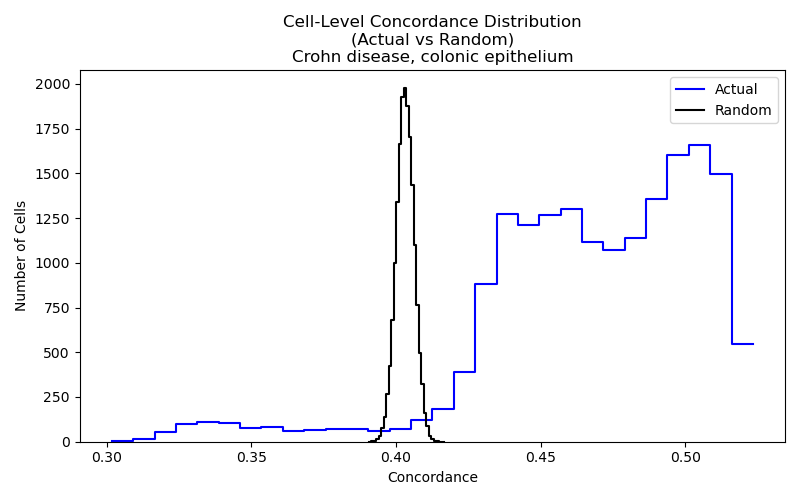 Cell-Level Concordance Distribution
(Actual vs Random)
Crohn disease, colonic epithelium
Actual
Random
Number of Cells
2000
1750
1500
1250
1000
750
500
250
0
0.30 0.35 0.40 0.45 0.50
Concordance